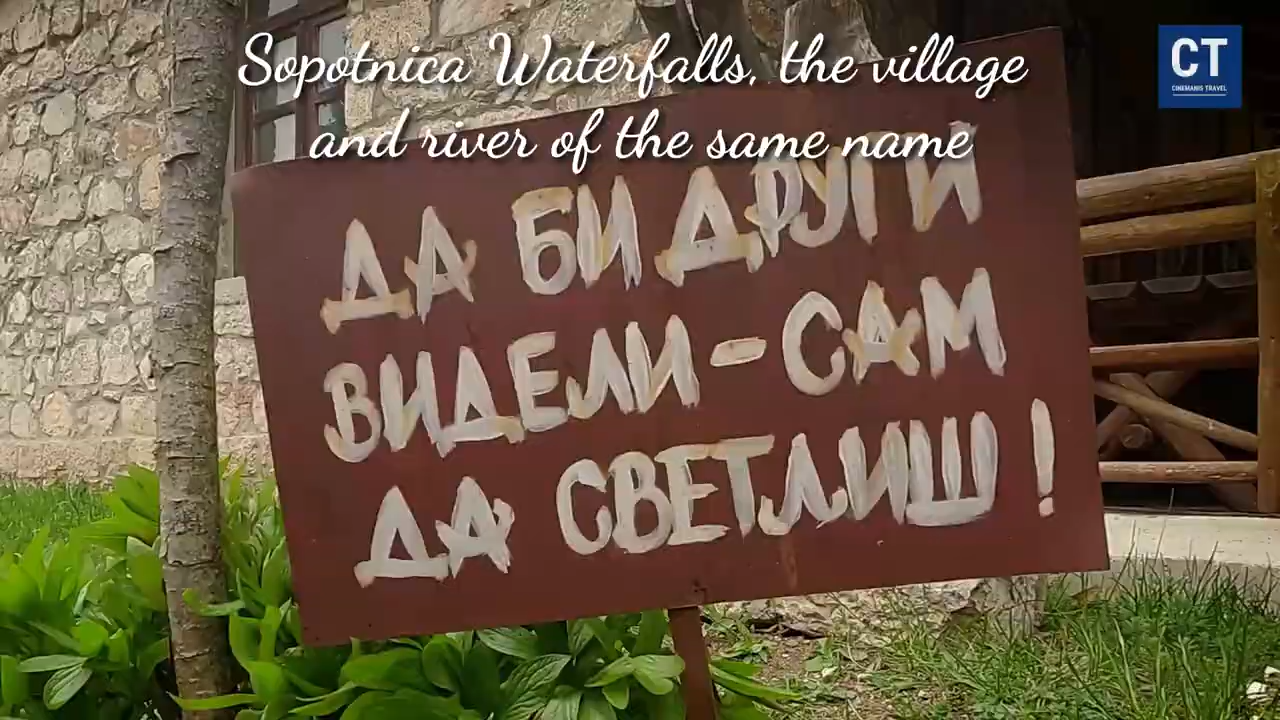 Sopotnica Waterfalls, the village
and river of the same name
CT
CINEMANIS TRAVEL
ДА БИ ДРУГИ
ВИДЕЛИ - САМ
ДА СВЕТЛИШ !